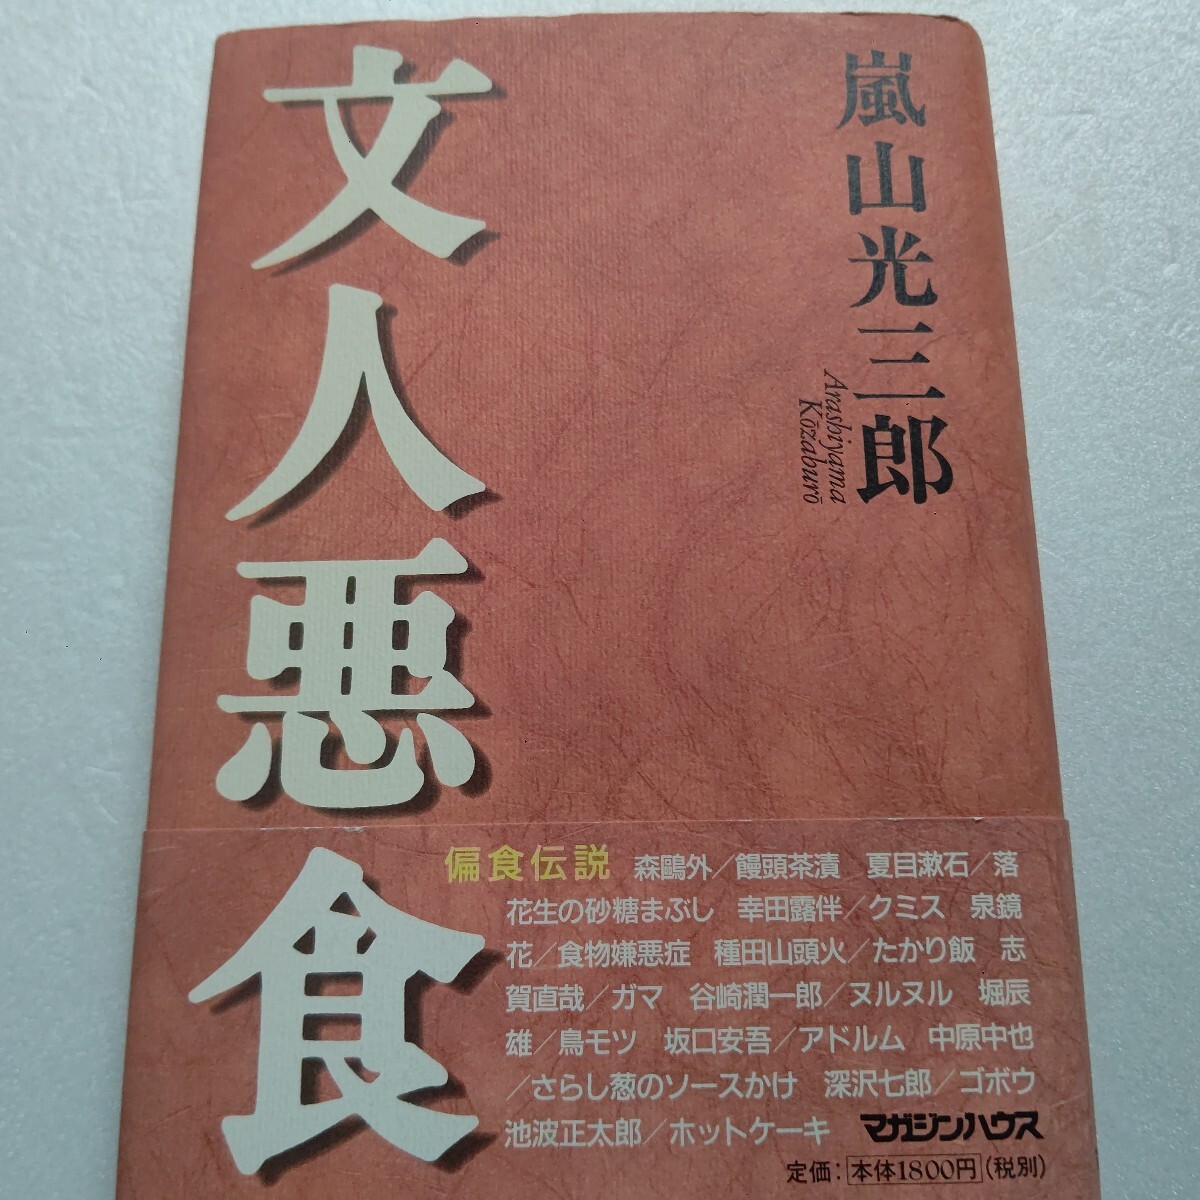 嵐山光三郎
Arashiyama
Kōzaburō
文人悪食
偏食伝説 森鷗外／饅頭茶漬 夏目漱石／落
花生の砂糖まぶし 幸田露伴／クミス 泉鏡
花／食物嫌悪症 種田山頭火／たかり飯 志
賀直哉／ガマ 谷崎潤一郎／ヌルヌル 堀辰
雄／鳥モツ 坂口安吾／アドルム 中原中也
／さらし葱のソースかけ 深沢七郎／ゴボウ
池波正太郎／ホットケーキ マガジンハウス
定価：本体1800円（税別）